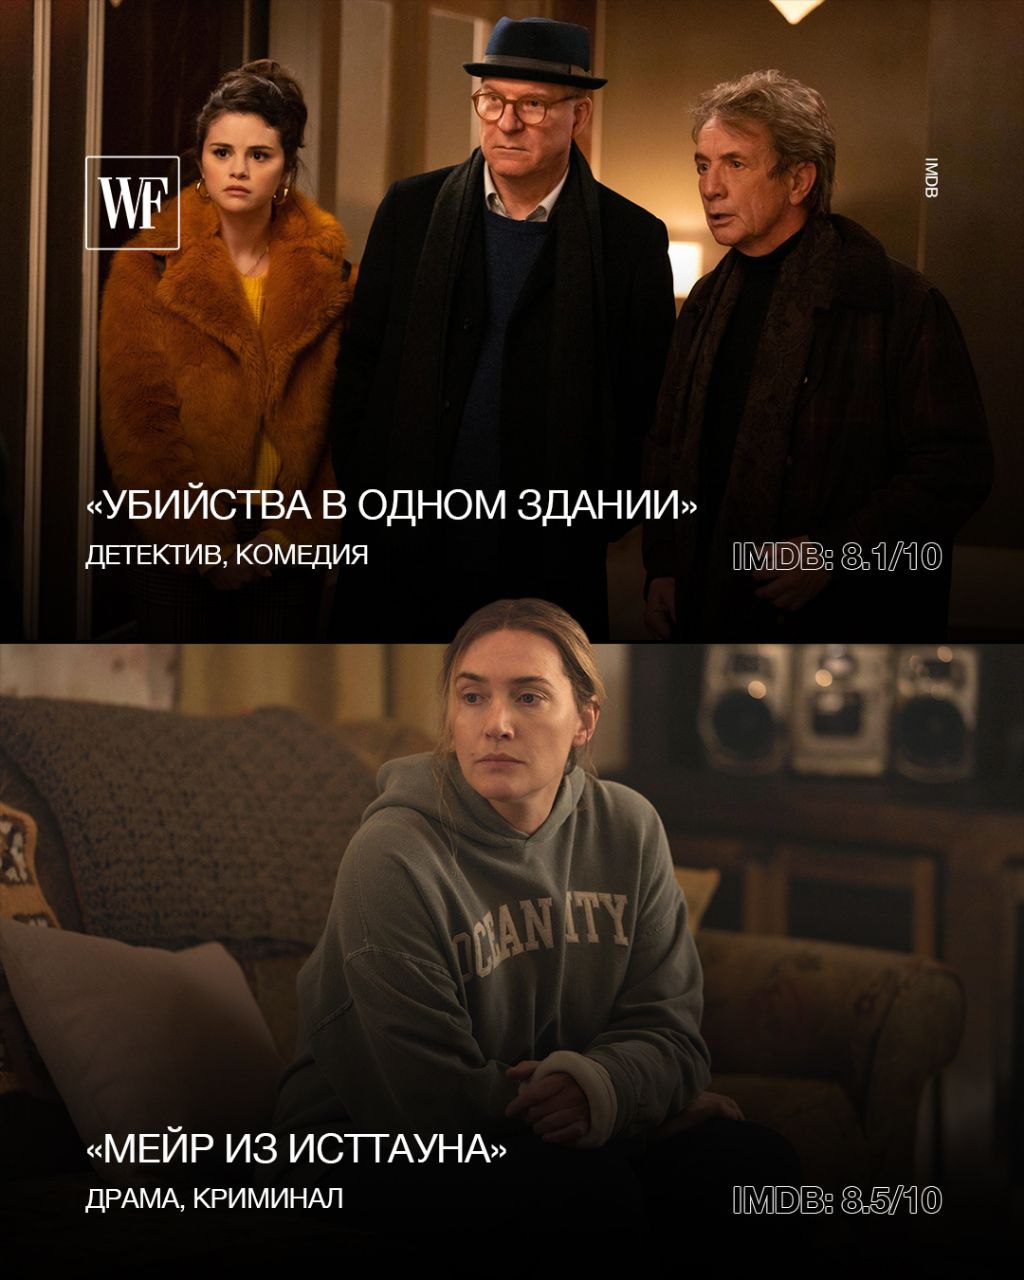 WF
IMDB
«УБИЙСТВА В ОДНОМ ЗДАНИИ»
ДЕТЕКТИВ, КОМЕДИЯ
IMDB: 8.1/10
OCEAN CITY
«МЕЙР ИЗ ИСТТАУНА»
ДРАМА, КРИМИНАЛ
IMDB: 8.5/10